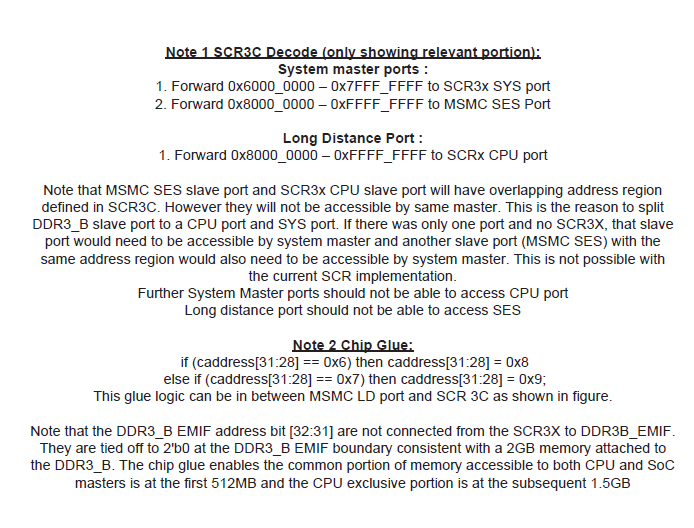 Note 1 SCR3C Decode (only showing relevant portion):
System master ports :
1. Forward 0x6000_0000 – 0x7FFF_FFFF to SCR3x SYS port
2. Forward 0x8000_0000 – 0xFFFF_FFFF to MSMC SES Port
Long Distance Port :
1. Forward 0x8000_0000 – 0xFFFF_FFFF to SCRx CPU port
Note that MSMC SES slave port and SCR3x CPU slave port will have overlapping address region
defined in SCR3C. However they will not be accessible by same master. This is the reason to split
DDR3_B slave port to a CPU port and SYS port. If there was only one port and no SCR3X, that slave
port would need to be accessible by system master and another slave port (MSMC SES) with the
same address region would also need to be accessible by system master. This is not possible with
the current SCR implementation.
Further System Master ports should not be able to access CPU port
Long distance port should not be able to access SES
Note 2 Chip Glue:
if (caddress[31:28] == 0x6) then caddress[31:28] = 0x8
else if (caddress[31:28] == 0x7) then caddress[31:28] = 0x9;
This glue logic can be in between MSMC LD port and SCR 3C as shown in figure.
Note that the DDR3_B EMIF address bit [32:31] are not connected from the SCR3X to DDR3B_EMIF.
They are tied off to 2'b0 at the DDR3_B EMIF boundary consistent with a 2GB memory attached to
the DDR3_B. The chip glue enables the common portion of memory accessible to both CPU and SoC
masters is at the first 512MB and the CPU exclusive portion is at the subsequent 1.5GB